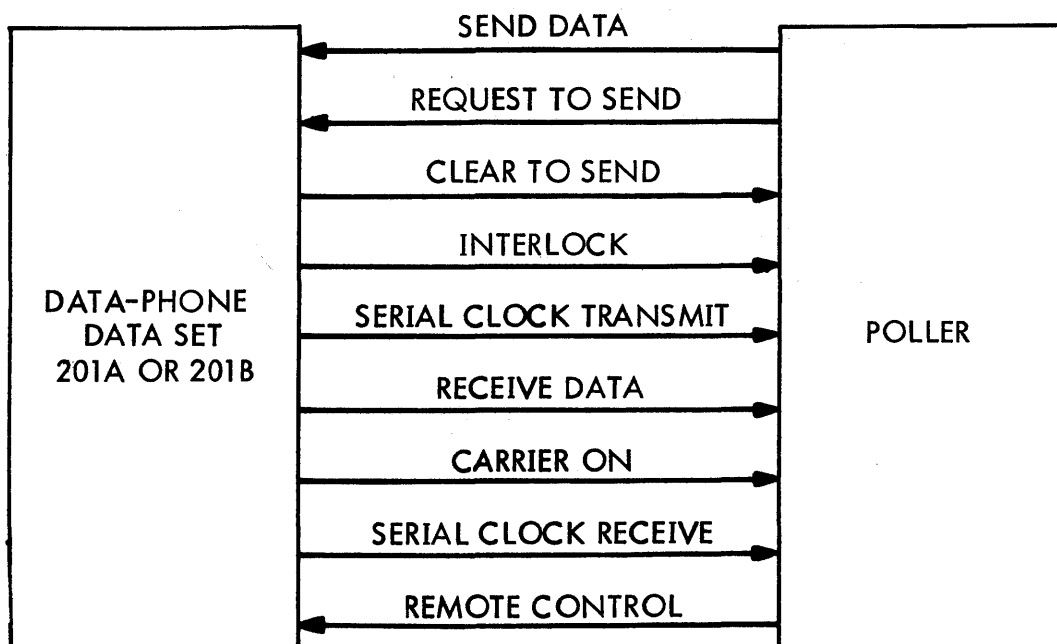 SEND DATA
REQUEST TO SEND
CLEAR TO SEND
INTERLOCK
SERIAL CLOCK TRANSMIT
RECEIVE DATA
CARRIER ON
SERIAL CLOCK RECEIVE
REMOTE CONTROL
DATA-PHONE
DATA SET
201A OR 201B
POLLER